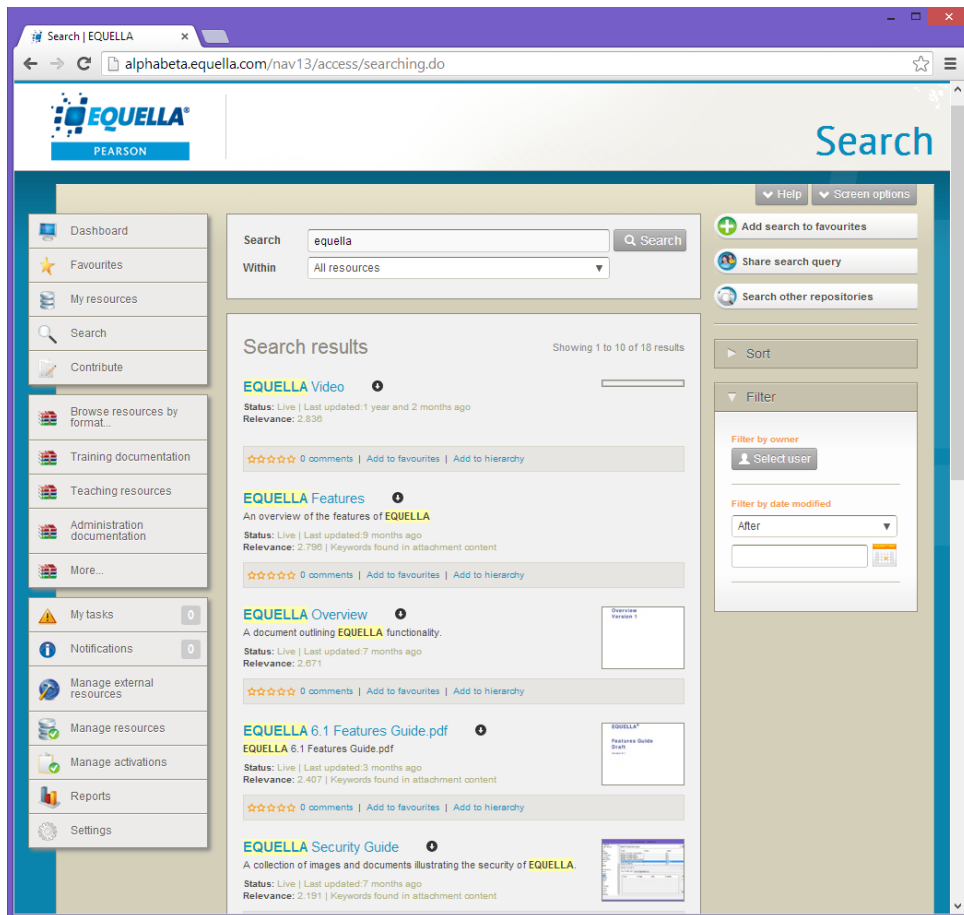 Search | EQUELLA
alphabeta.equella.com/nav13/access/searching.do
EQUELLA®
PEARSON
Search
Help
Screen options
Dashboard
Favourites
My resources
Search
Contribute
Browse resources by
format...
Training documentation
Teaching resources
Administration
documentation
More...
My tasks 0
Notifications 0
Manage external
resources
Manage resources
Manage activations
Reports
Settings
Search equella Search
Within All resources
Search results
Showing 1 to 10 of 18 results
EQUELLA Video
Status: Live | Last updated:1 year and 2 months ago
Relevance: 2.836
0 comments | Add to favourites | Add to hierarchy
EQUELLA Features
An overview of the features of EQUELLA
Status: Live | Last updated:9 months ago
Relevance: 2.796 | Keywords found in attachment content
0 comments | Add to favourites | Add to hierarchy
EQUELLA Overview
A document outlining EQUELLA functionality.
Status: Live | Last updated:7 months ago
Relevance: 2.671
0 comments | Add to favourites | Add to hierarchy
Overview
Version 1
EQUELLA 6.1 Features Guide.pdf
EQUELLA 6.1 Features Guide.pdf
Status: Live | Last updated:3 months ago
Relevance: 2.407 | Keywords found in attachment content
0 comments | Add to favourites | Add to hierarchy
EQUELLA®
Features Guide
Draft
EQUELLA Security Guide
A collection of images and documents illustrating the security of EQUELLA.
Status: Live | Last updated:7 months ago
Relevance: 2.191 | Keywords found in attachment content
Add search to favourites
Share search query
Search other repositories
Sort
Filter
Filter by owner
Select user
Filter by date modified
After